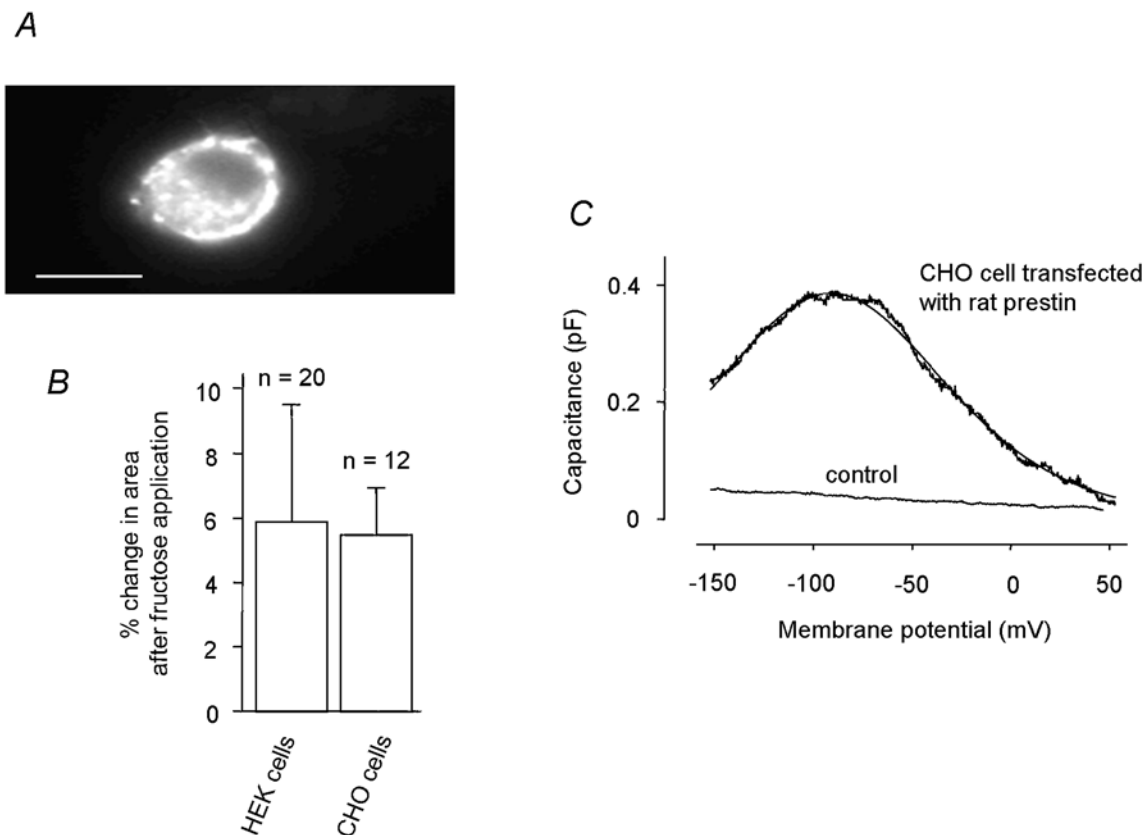 A
B
% change in area
after fructose application
10
8
6
4
2
0
n = 20
n = 12
HEK cells
CHO cells
C
Capacitance (pF)
0.4
0.2
0
CHO cell transfected
with rat prestin
control
-150
-100
-50
0
50
Membrane potential (mV)